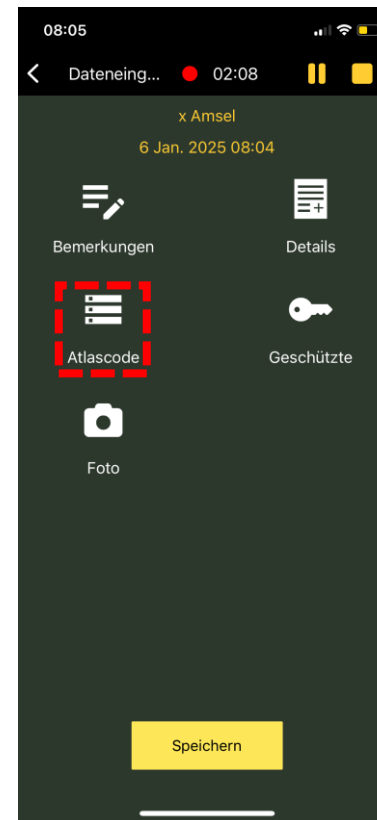 08:05
Dateneing... 02:08
x Amsel
6 Jan. 2025 08:04
Bemerkungen Details
Atlascode Geschützte
Foto
Speichern